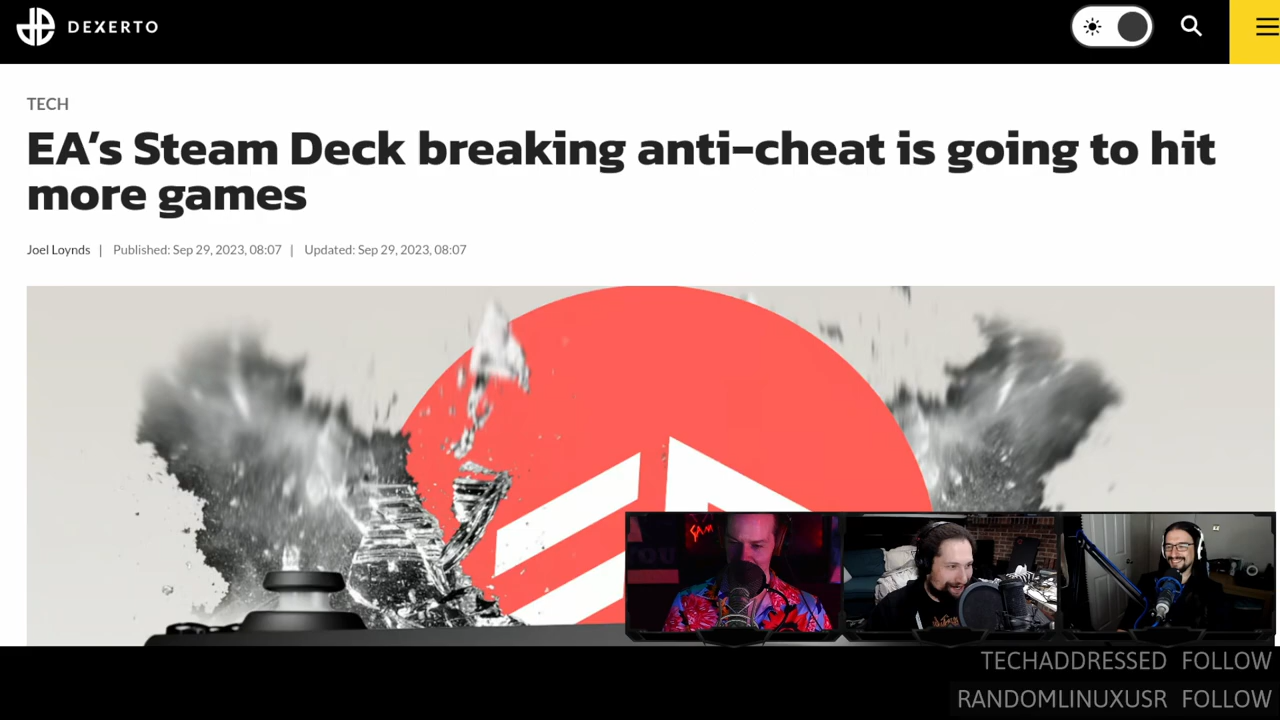 DEXERTO
TECH
EA's Steam Deck breaking anti-cheat is going to hit
more games
Joel Loynds | Published: Sep 29, 2023, 08:07 | Updated: Sep 29, 2023, 08:07
TECHADDRESSED FOLLOW
RANDOMLINUXUSR FOLLOW